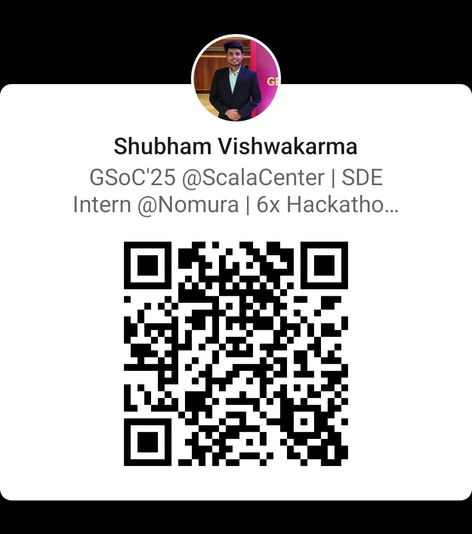 Shubham Vishwakarma
GSoC'25 @ScalaCenter | SDE
Intern @Nomura | 6x Hackatho...